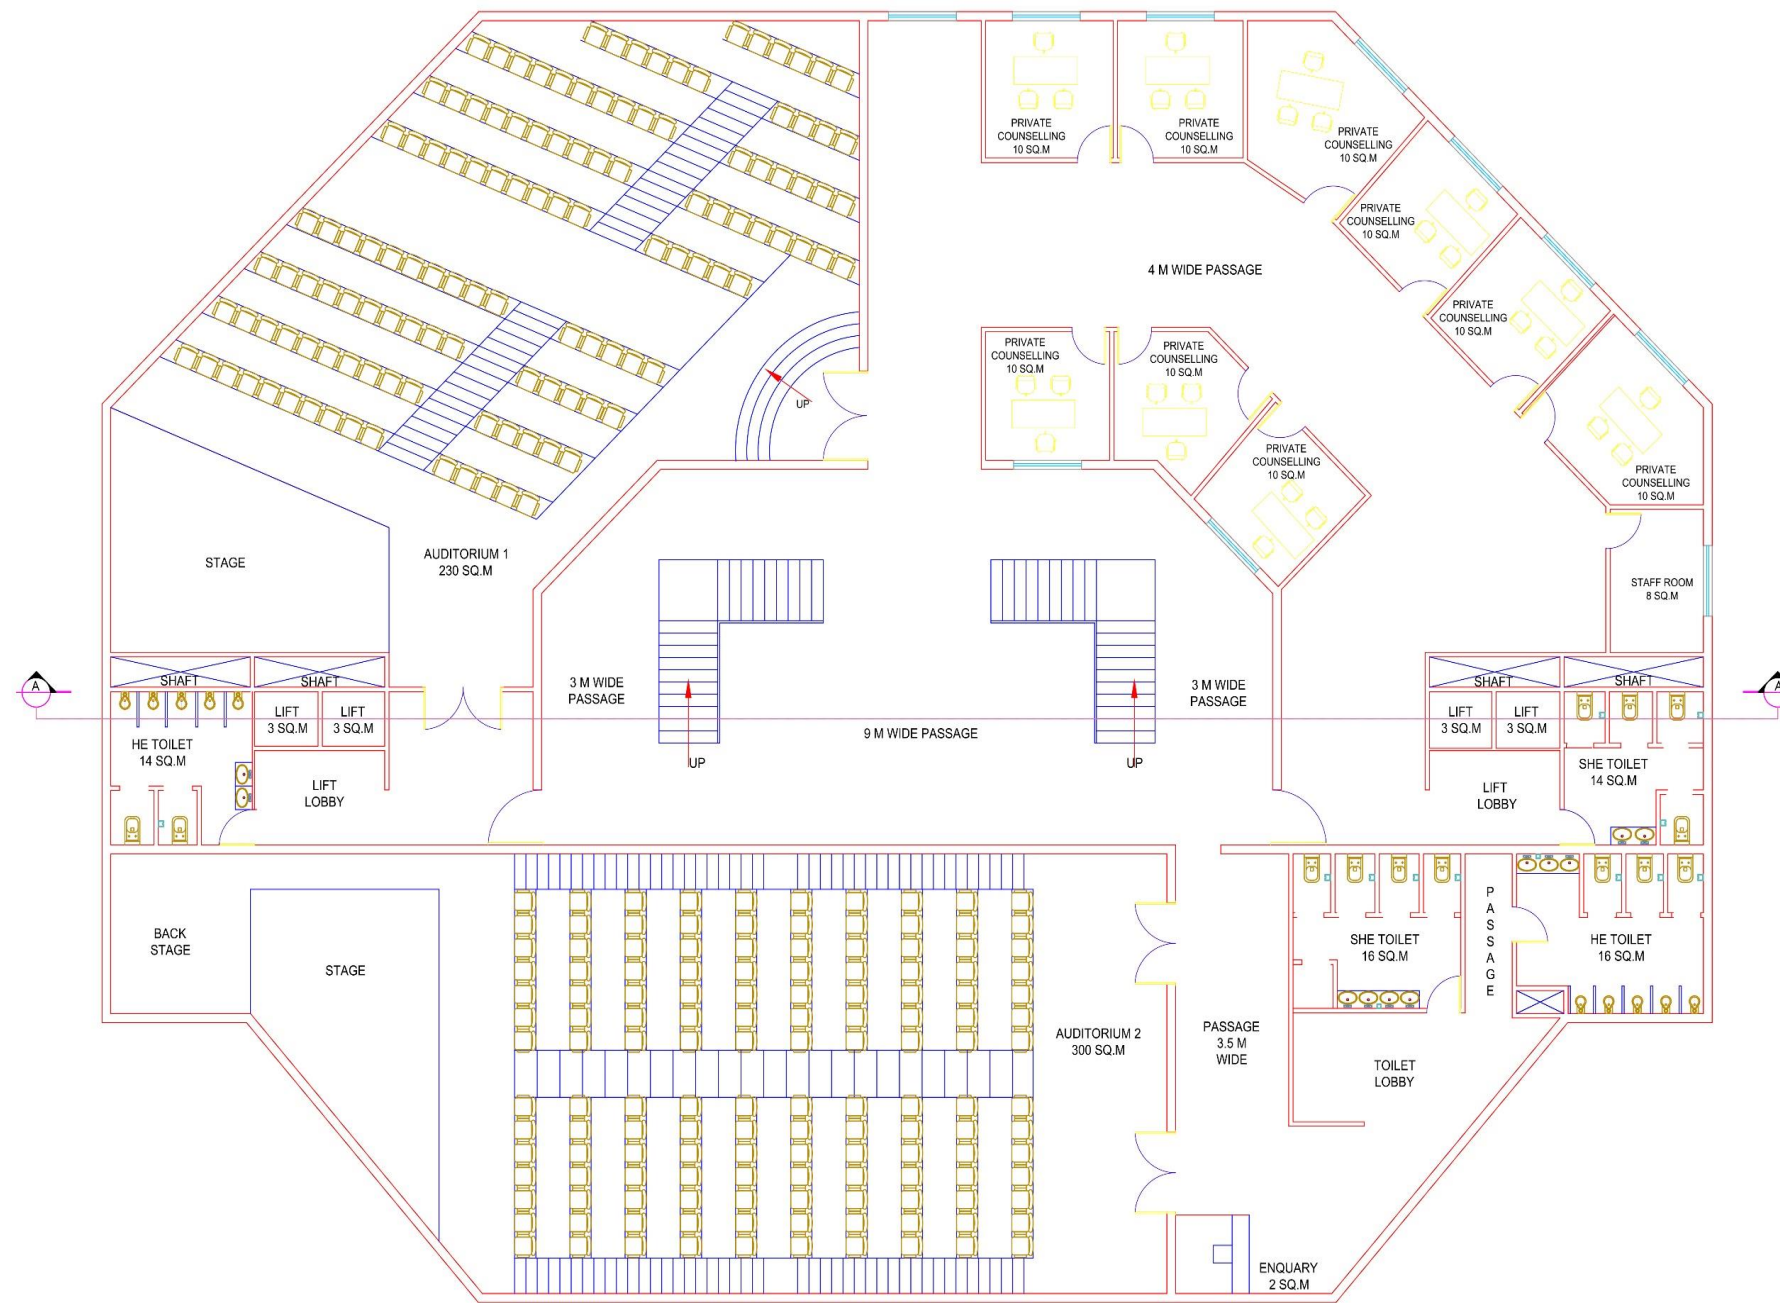 PRIVATE
COUNSELLING
10 SQ.M
PRIVATE
COUNSELLING
10 SQ.M
PRIVATE
COUNSELLING
10 SQ.M
PRIVATE
COUNSELLING
10 SQ.M
4 M WIDE PASSAGE
PRIVATE
COUNSELLING
10 SQ.M
PRIVATE
COUNSELLING
10 SQ.M
PRIVATE
COUNSELLING
10 SQ.M
UP
PRIVATE
COUNSELLING
10 SQ.M
PRIVATE
COUNSELLING
10 SQ.M
STAGE
AUDITORIUM 1
230 SQ.M
STAFF ROOM
8 SQ.M
SHAFT
SHAFT
3 M WIDE
PASSAGE
3 M WIDE
PASSAGE
SHAFT
SHAFT
A
A
LIFT
3 SQ.M
LIFT
3 SQ.M
LIFT
3 SQ.M
LIFT
3 SQ.M
9 M WIDE PASSAGE
HE TOILET
14 SQ.M
UP
UP
SHE TOILET
14 SQ.M
LIFT
LOBBY
LIFT
LOBBY
BACK
STAGE
STAGE
SHE TOILET
16 SQ.M
PASSAGE
HE TOILET
16 SQ.M
AUDITORIUM 2
300 SQ.M
PASSAGE
3.5 M
WIDE
TOILET
LOBBY
ENQUARY
2 SQ.M